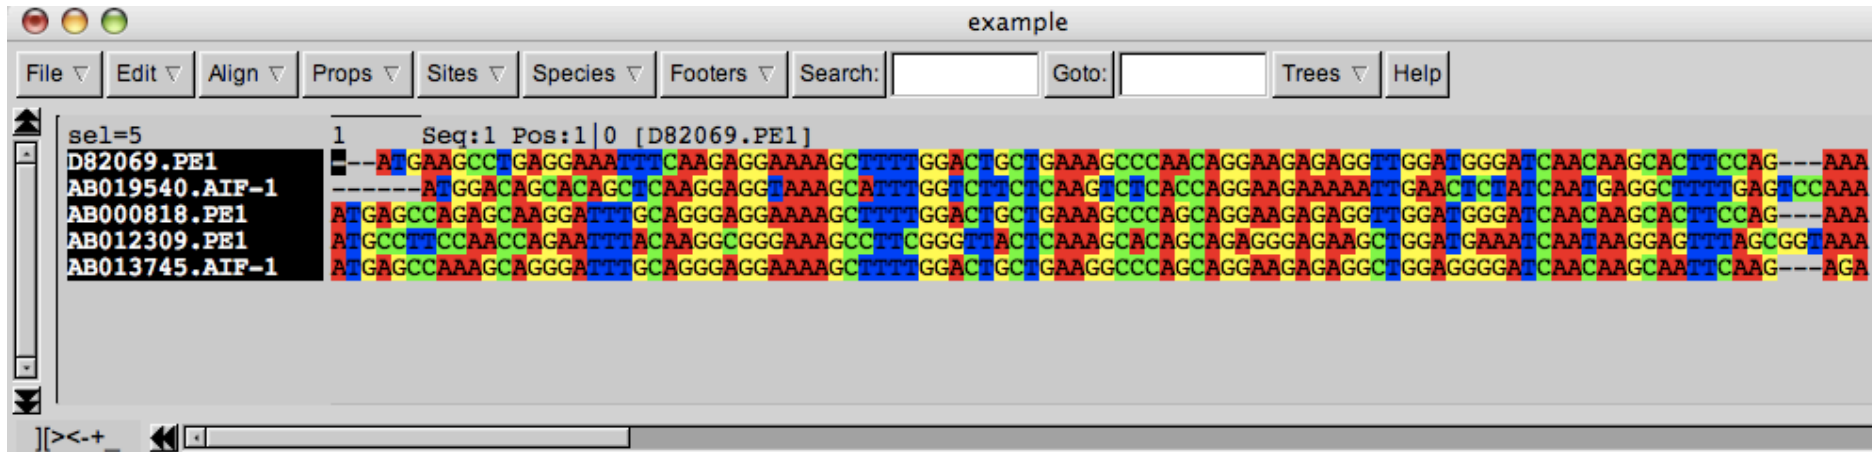 example
File Edit Align Props Sites Species Footers Search: Goto: Trees Help
sel=5 1 Seq:1 Pos:1|0 [D82069.PE1]
D82069.PE1 ---ATGAAGCCTGAGGAAATTTCAAGAGGAAAAGCTTTTGGACTGCTGAAAGCCCAACAGGAAGAGAGGTTGGATGGGATCAACAAGCACTTCCAG---AAA
AB019540.AIF-1 ------ATGGACAGCACAGCTCAAGGAGGTAAAGCATTTGGTCTTCTCAAGTCTCACCAGGAAGAAAAATTGAACTCTATCAATGAGGCTTTTGAGTCCAAA
AB000818.PE1 ATGAGCCAGAGCAAGGATTTGCAGGGAGGAAAAGCTTTTGGACTGCTGAAAGCCCAGCAGGAAGAGAGGTTGGATGGGATCAACAAGCACTTCCAG---AAA
AB012309.PE1 ATGCCTTCCAACCAGAATTTACAAGGCGGGAAAGCCTTCGGGTTACTCAAAGCACAGCAGAGGGAGAAGCTGGATGAAATCAATAAGGAGTTTAGCGGTAAA
AB013745.AIF-1 ATGAGCCAAAGCAGGGATTTGCAGGGAGGAAAAGCTTTTGGACTGCTGAAGGCCCAGCAGGAAGAGAGGCTGGAGGGGATCAACAAGCAATTCAAG---AGA
][><-+_